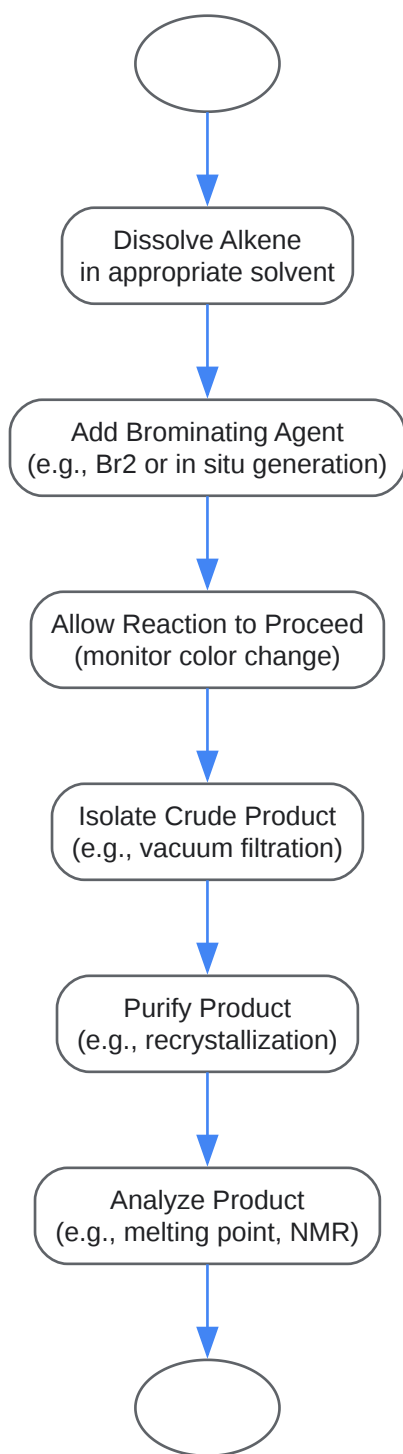 Dissolve Alkene
in appropriate solvent
Add Brominating Agent
(e.g., Br2 or in situ generation)
Allow Reaction to Proceed
(monitor color change)
Isolate Crude Product
(e.g., vacuum filtration)
Purify Product
(e.g., recrystallization)
Analyze Product
(e.g., melting point, NMR)